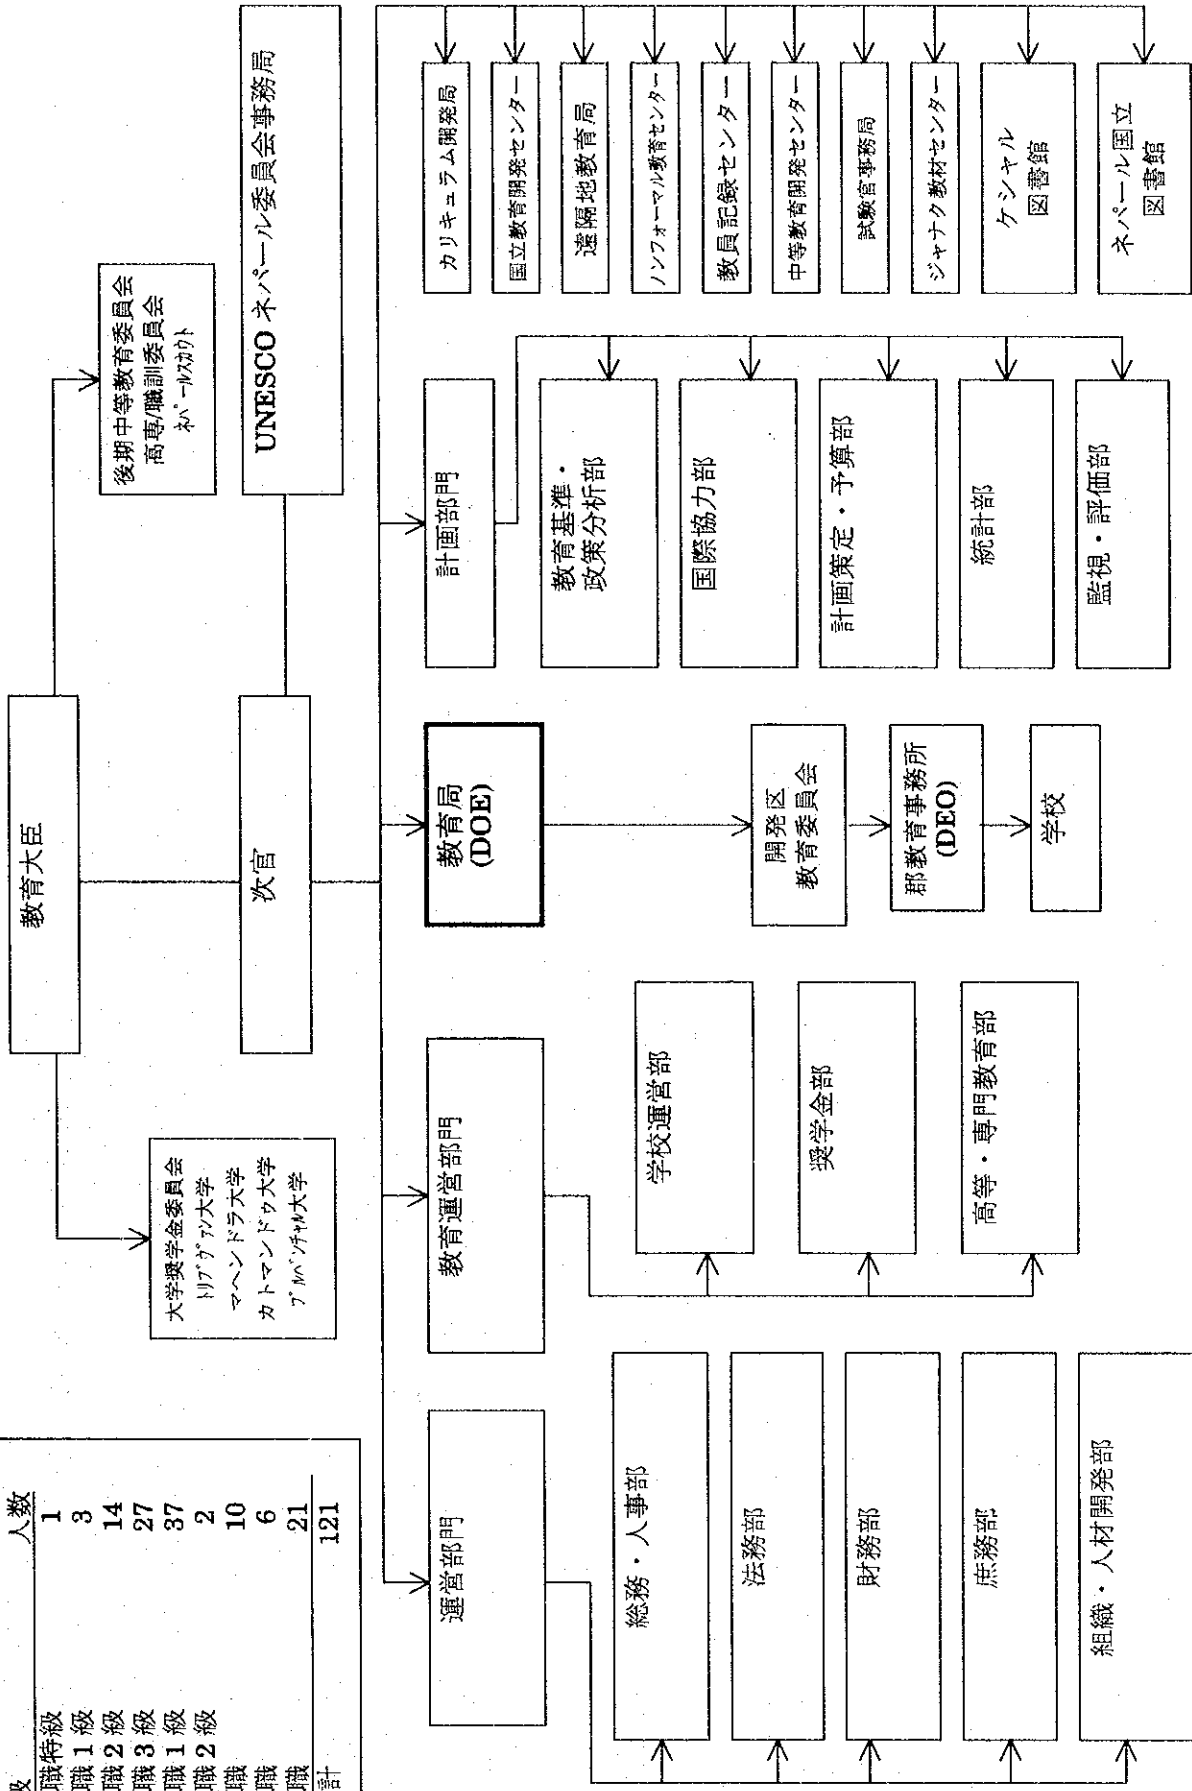 教育大臣
後期中等教育委員会
高専/職訓委員会
ネパールスカウト
大学奨学金委員会
トリブヴァン大学
マヘンドラ大学
カトマンドゥ大学
プルバンチャル大学
次官
UNESCO ネパール委員会事務局
級 人数
職特級 1
職1級 3
職2級 14
職3級 27
職1級 37
職2級 2
職 10
職 6
職 21
計 121
運営部門
総務・人事部
法務部
財務部
庶務部
組織・人材開発部
教育運営部門
学校運営部
奨学金部
高等・専門教育部
教育局
(DOE)
開発区
教育委員会
郡教育事務所
(DEO)
学校
計画部門
教育基準・
政策分析部
国際協力部
計画策定・予算部
統計部
監視・評価部
カリキュラム開発局
国立教育開発センター
遠隔地教育局
ノンフォーマル教育センター
教員記録センター
中等教育開発センター
試験官事務局
ジャナク教材センター
ケシャル
図書館
ネパール国立
図書館